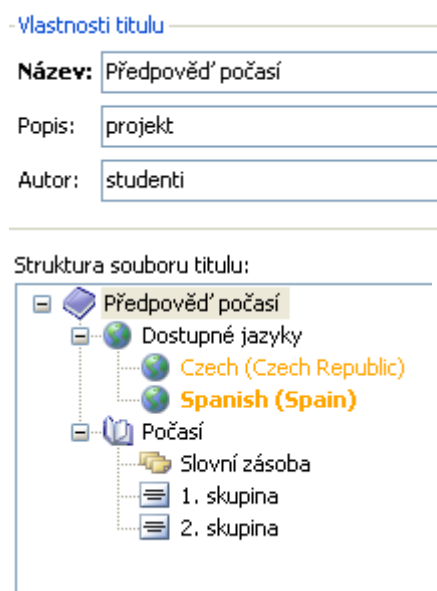 Vlastnosti titulu
Název: Předpověď počasí
Popis: projekt
Autor: studenti
Struktura souboru titulu:
Předpověď počasí
Dostupné jazyky
Czech (Czech Republic)
Spanish (Spain)
Počasí
Slovní zásoba
1. skupina
2. skupina